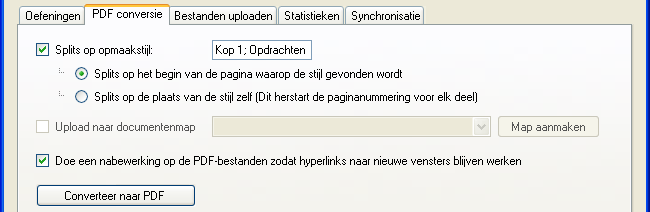 Oefeningen PDF conversie Bestanden uploaden Statistieken Synchronisatie
Splits op opmaakstijl: Kop 1; Opdrachten
Splits op het begin van de pagina waarop de stijl gevonden wordt
Splits op de plaats van de stijl zelf (Dit herstart de paginanummering voor elk deel)
Upload naar documentenmap Map aanmaken
Doe een nabewerking op de PDF-bestanden zodat hyperlinks naar nieuwe vensters blijven werken
Converteer naar PDF